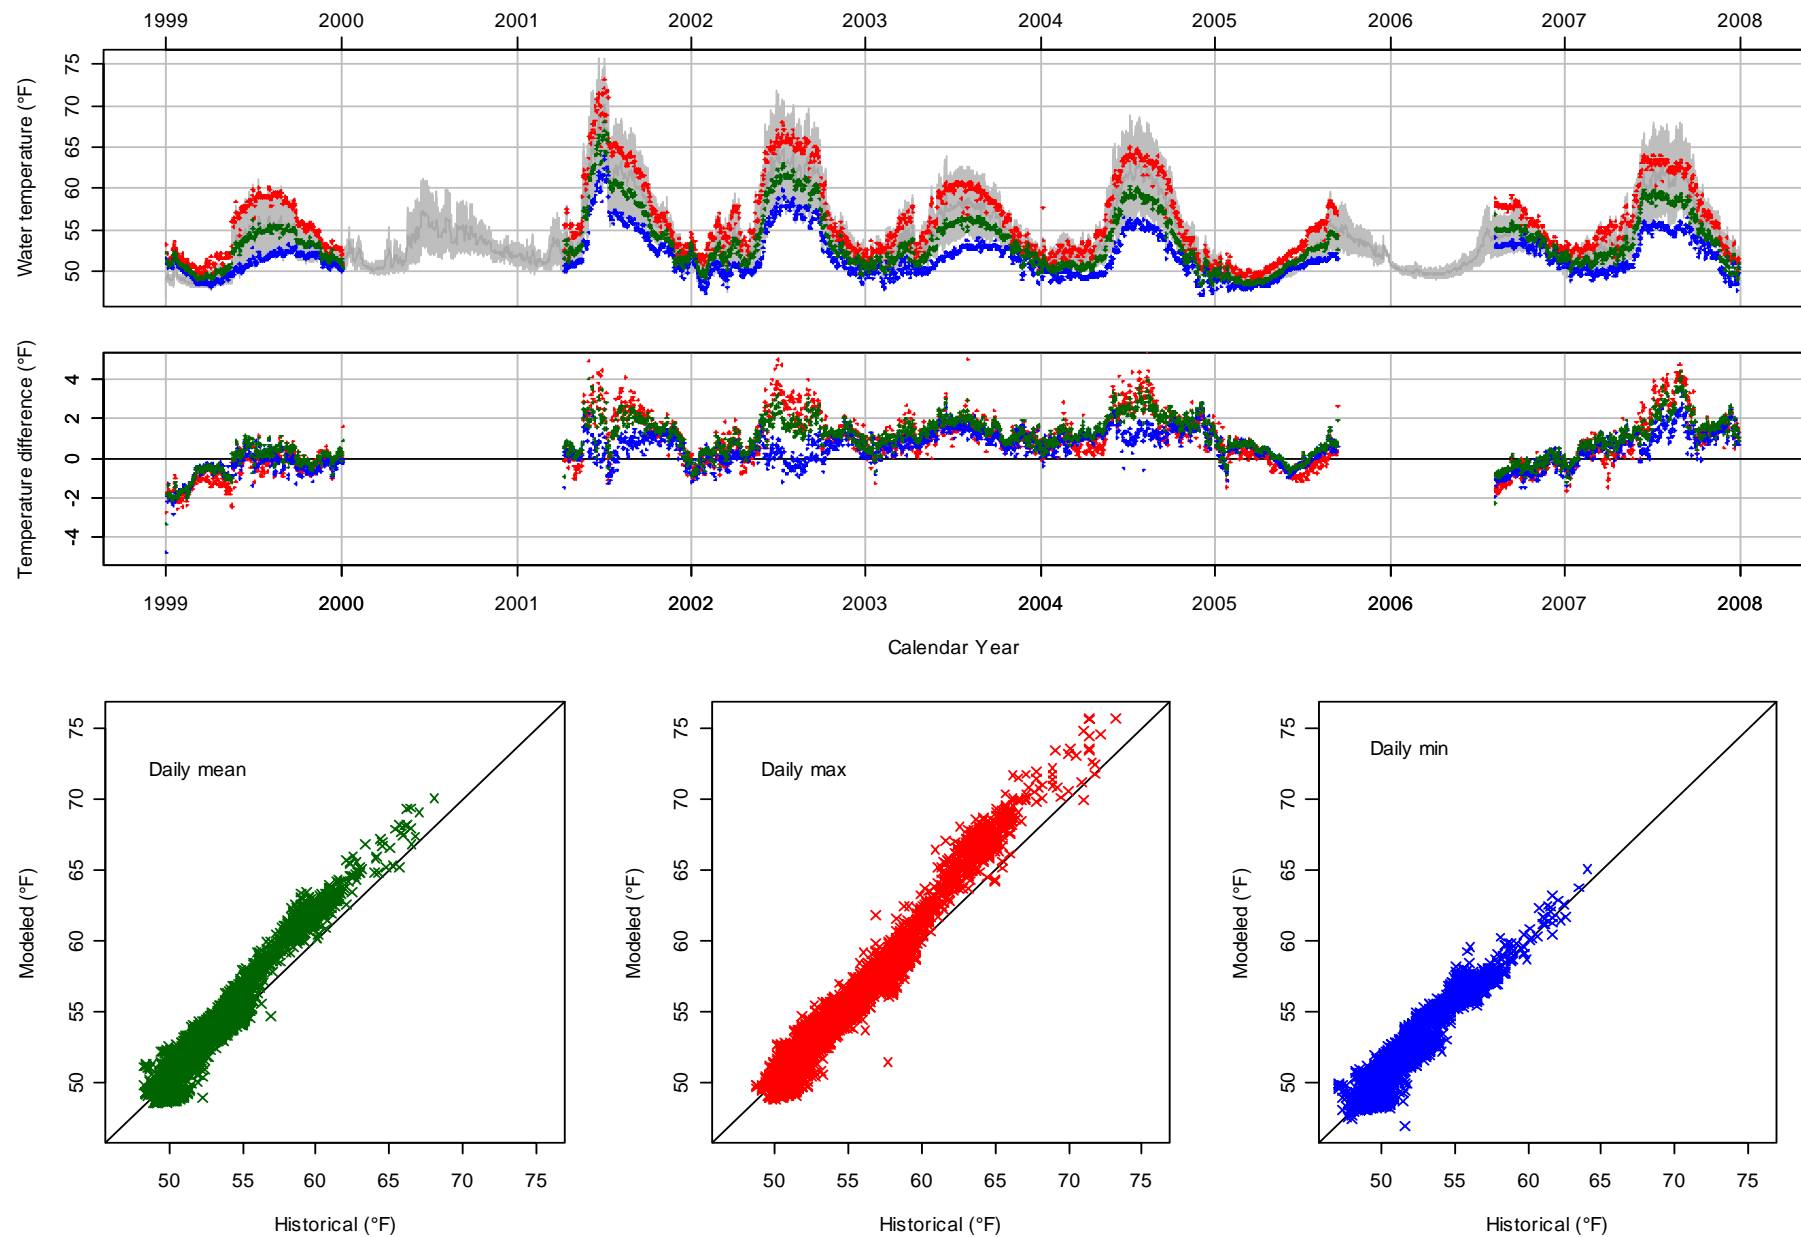 1999 2000 2001 2002 2003 2004 2005 2006 2007 2008
Water temperature (°F)
75
70
65
60
55
50
Temperature difference (°F)
4
2
0
-2
-4
1999 2000 2001 2002 2003 2004 2005 2006 2007 2008
Calendar Year
Daily mean
Modeled (°F)
75
70
65
60
55
50
50 55 60 65 70 75
Historical (°F)
Daily max
Modeled (°F)
75
70
65
60
55
50
50 55 60 65 70 75
Historical (°F)
Daily min
Modeled (°F)
75
70
65
60
55
50
50 55 60 65 70 75
Historical (°F)